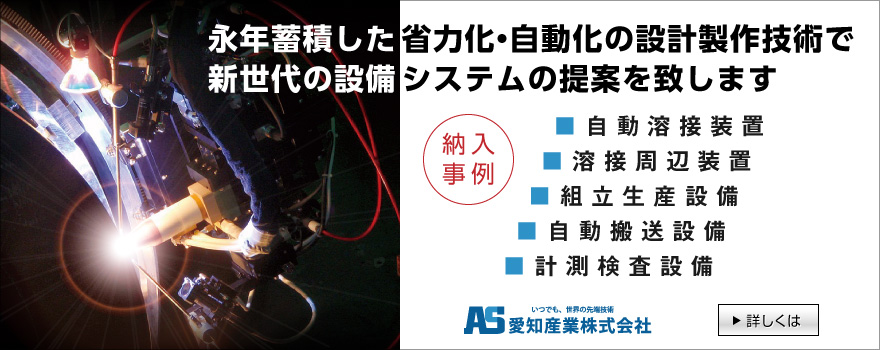 永年蓄積した省力化・自動化の設計製作技術で
新世代の設備システムの提案を致します
納入
事例
■ 自動溶接装置
■ 溶接周辺装置
■ 組立生産設備
■ 自動搬送設備
■ 計測検査設備
いつでも、世界の先端技術
AS 愛知産業株式会社
▶ 詳しくは